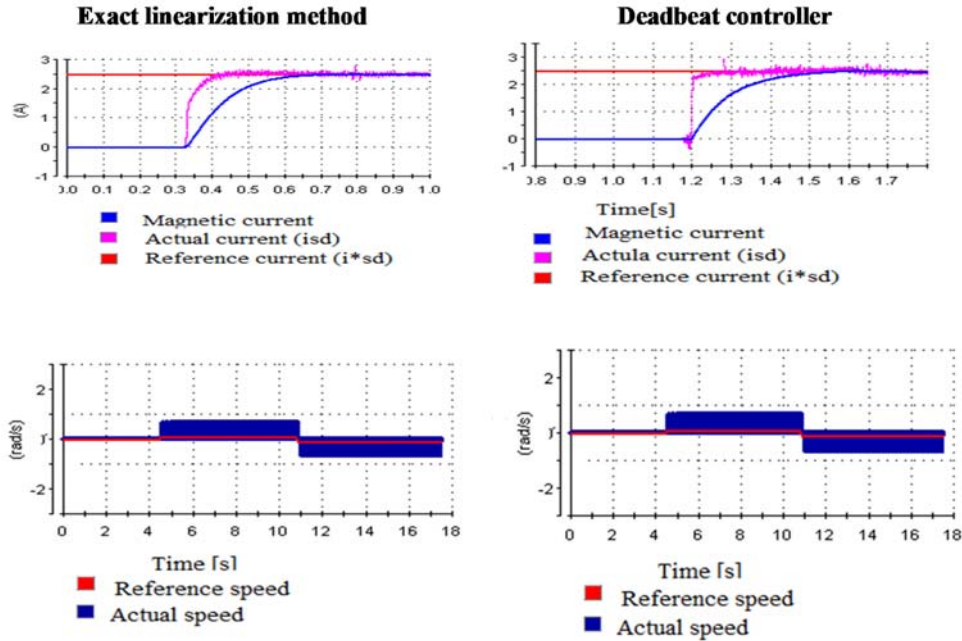 Exact linearization method
Deadbeat controller
3
2
1
0
-1
(A)
0.0 0.1 0.2 0.3 0.4 0.5 0.6 0.7 0.8 0.9 1.0
Magnetic current
Actual current (isd)
Reference current (i*sd)
3
2
1
0
-1
0.8 0.9 1.0 1.1 1.2 1.3 1.4 1.5 1.6 1.7
Time[s]
Magnetic current
Actula current (isd)
Reference current (i*sd)
2
-2
(rad/s)
0 2 4 6 8 10 12 14 16 18
Time [s]
Reference speed
Actual speed
2
-2
(rad/s)
0 2 4 6 8 10 12 14 16 18
Time [s]
Reference speed
Actual speed